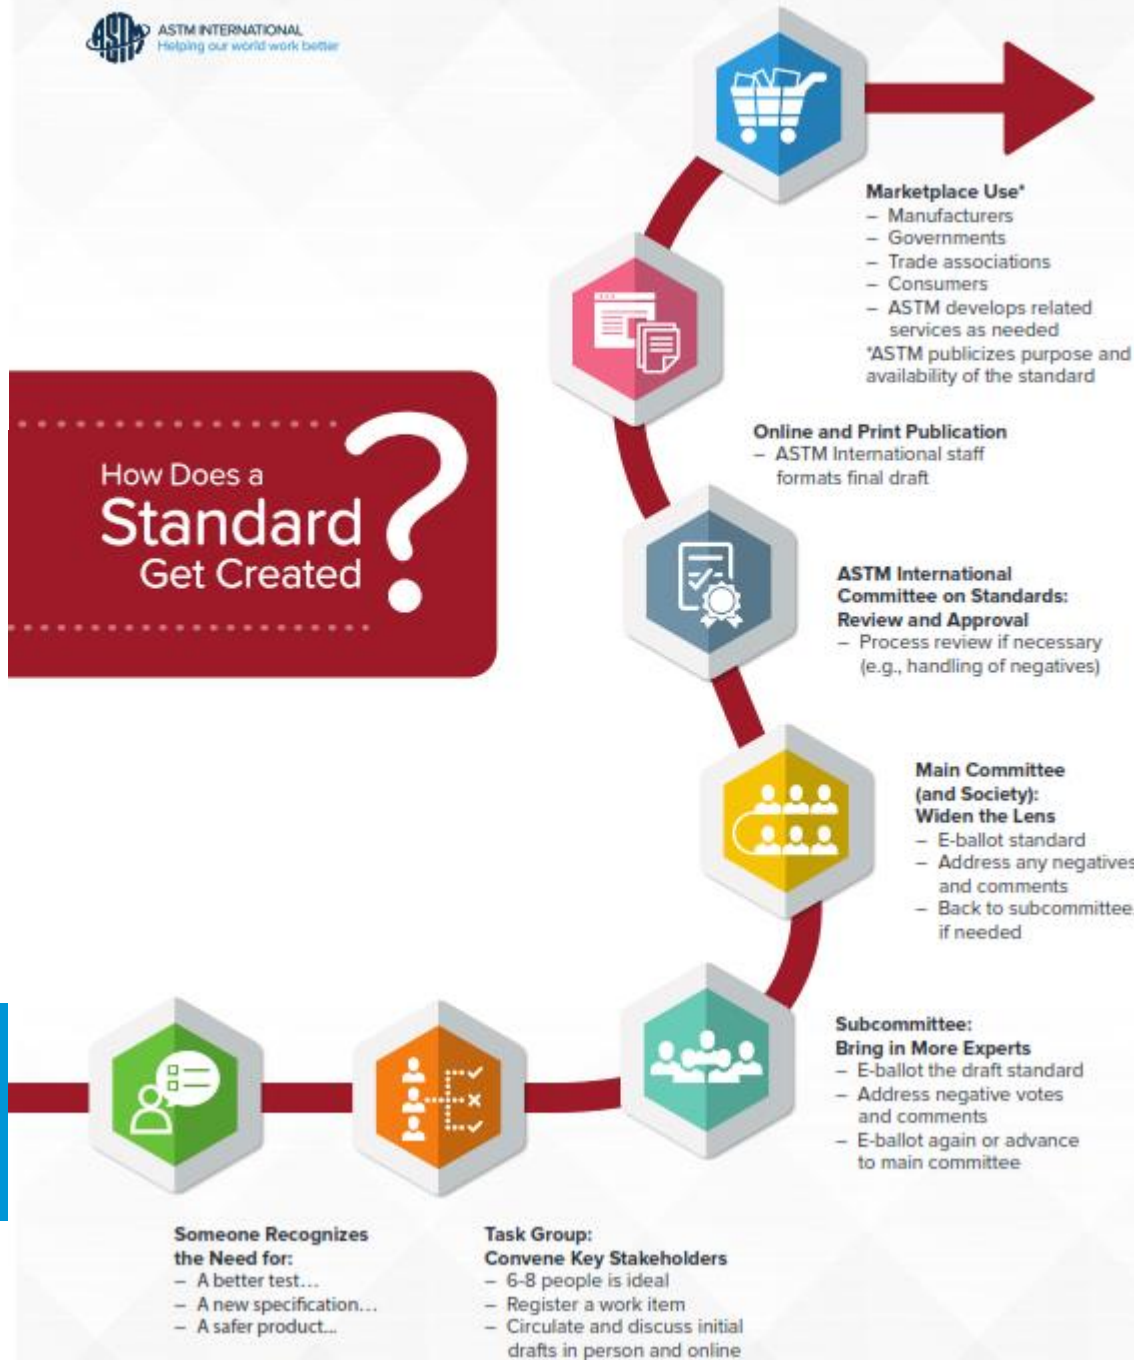 ASTM
ASTM INTERNATIONAL
Helping our world work better
How Does a
Standard
Get Created
?
Marketplace Use*
– Manufacturers
– Governments
– Trade associations
– Consumers
– ASTM develops related
services as needed
*ASTM publicizes purpose and
availability of the standard
Online and Print Publication
– ASTM International staff
formats final draft
ASTM International
Committee on Standards:
Review and Approval
– Process review if necessary
(e.g., handling of negatives)
Main Committee
(and Society):
Widen the Lens
– E-ballot standard
– Address any negatives
and comments
– Back to subcommittee,
if needed
Subcommittee:
Bring in More Experts
– E-ballot the draft standard
– Address negative votes
and comments
– E-ballot again or advance
to main committee
Someone Recognizes
the Need for:
– A better test…
– A new specification…
– A safer product...
Task Group:
Convene Key Stakeholders
– 6-8 people is ideal
– Register a work item
– Circulate and discuss initial
drafts in person and online